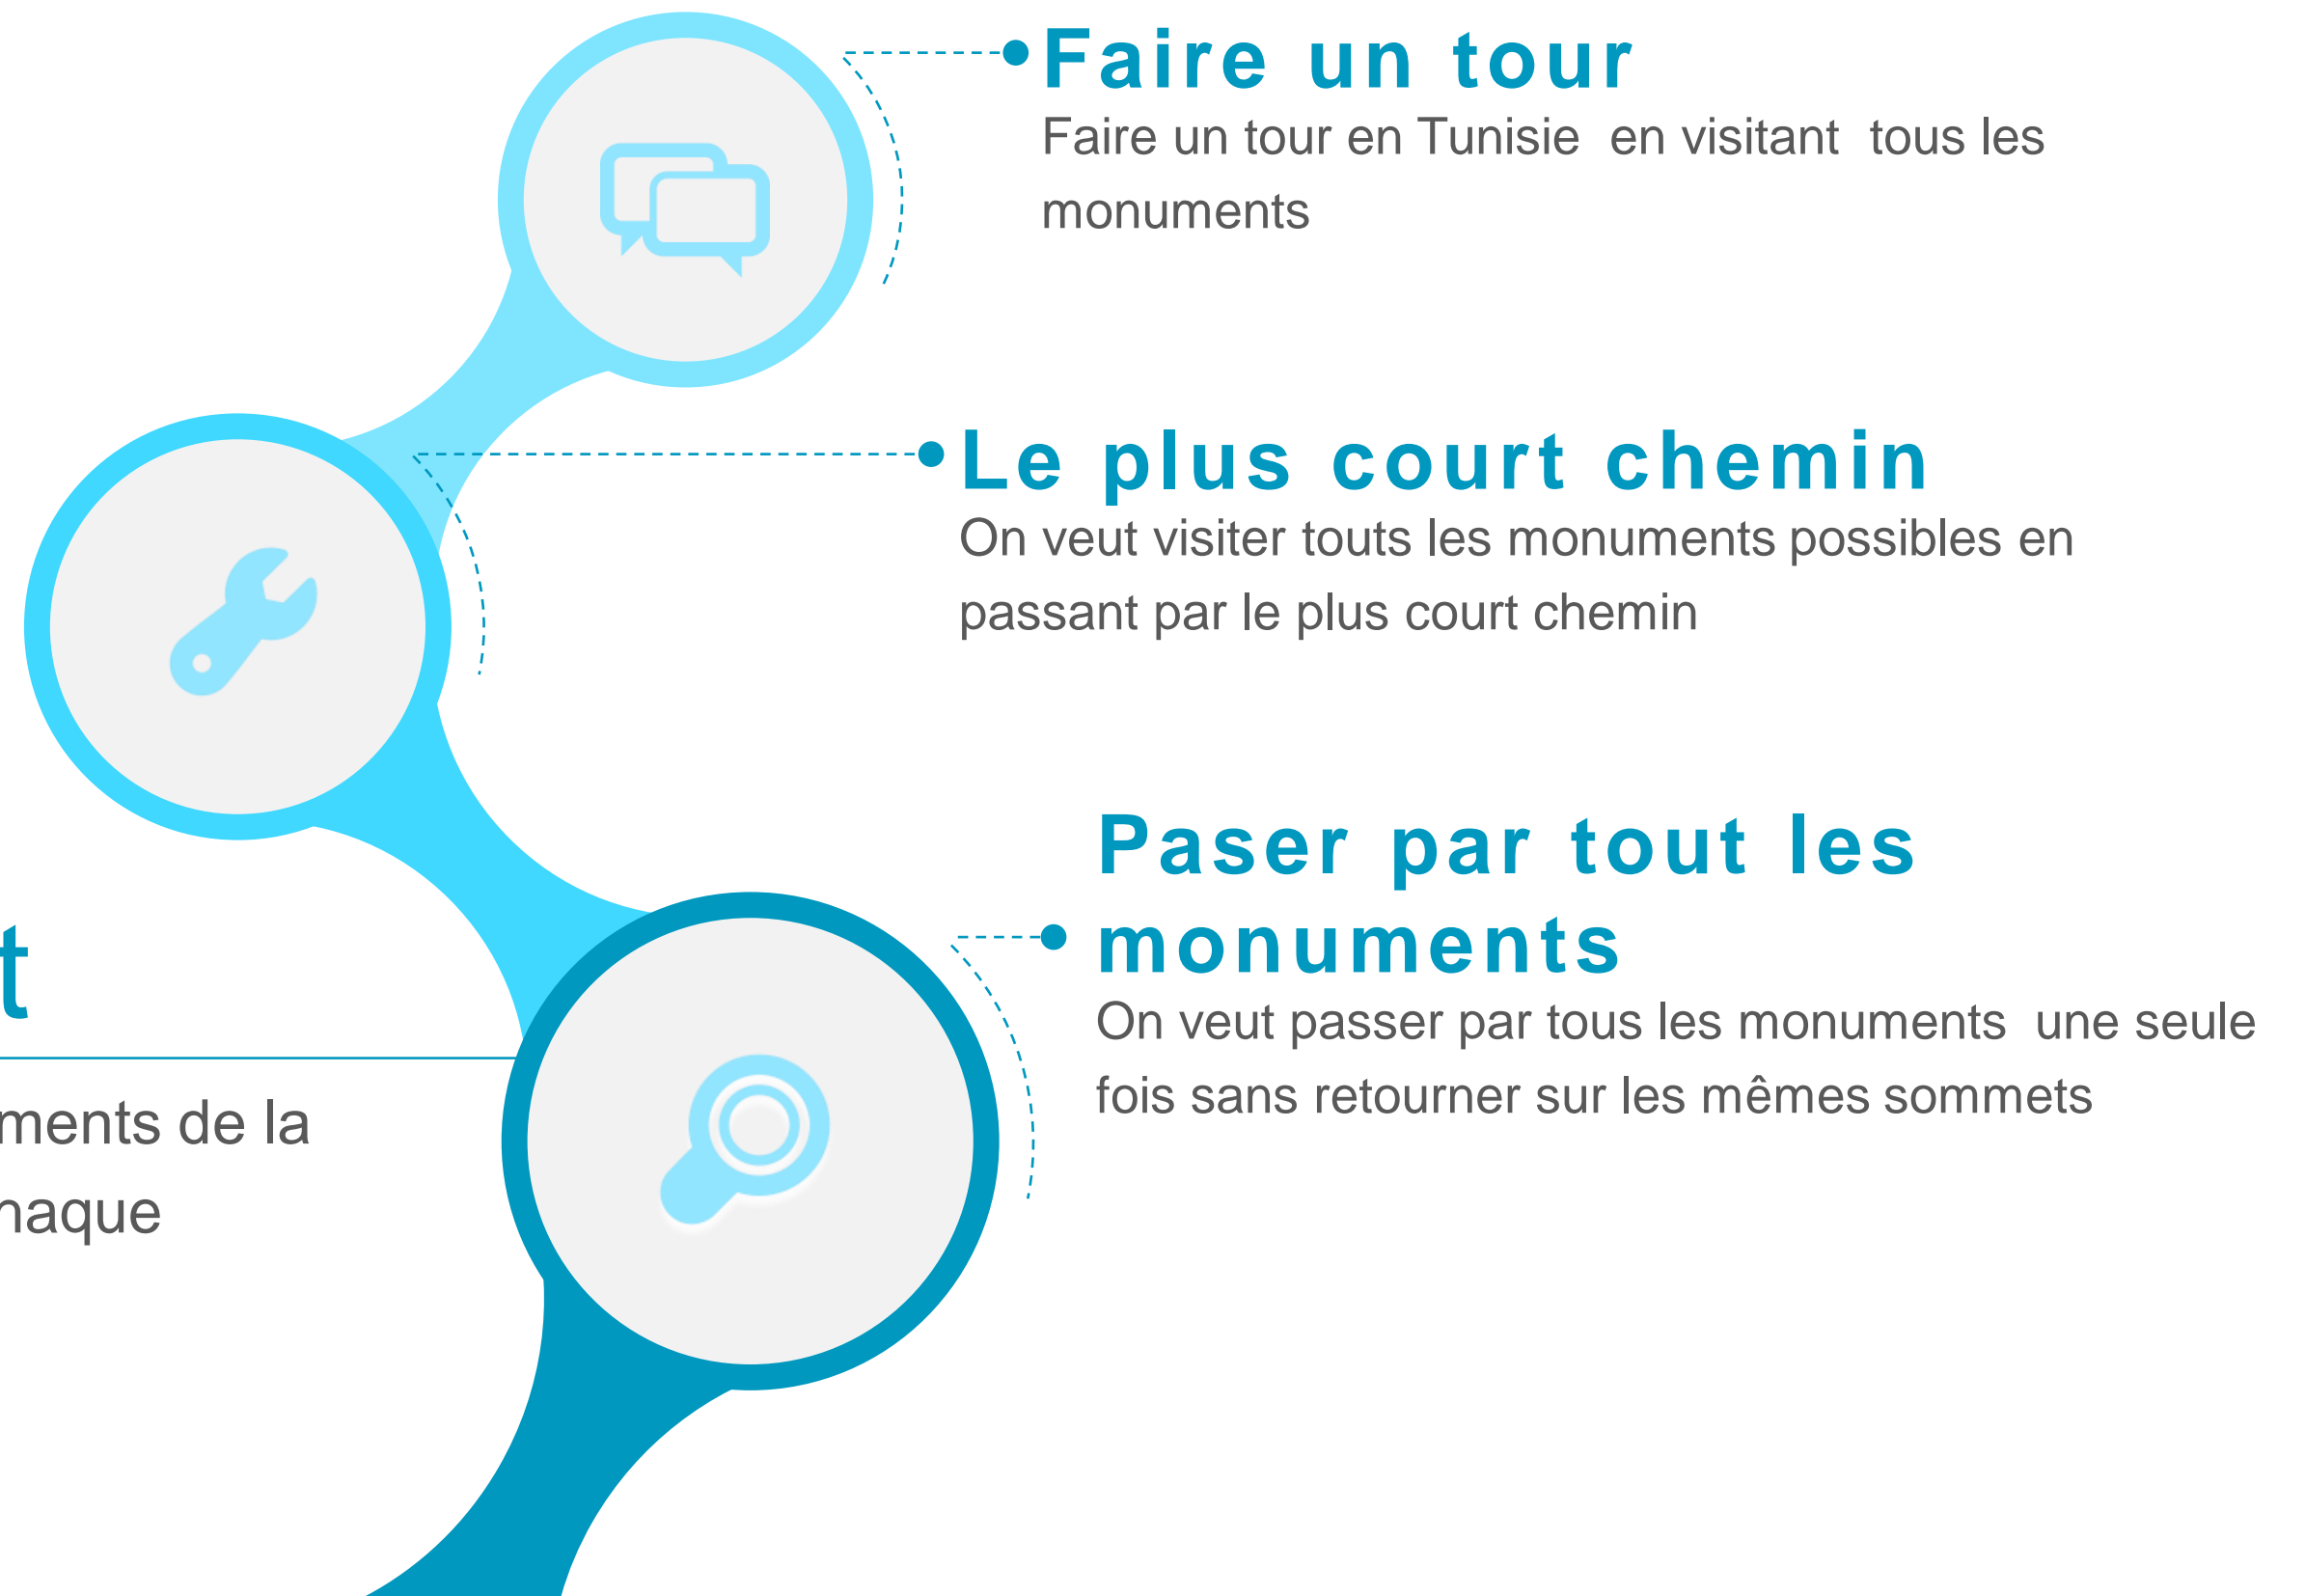 Faire un tour
Faire un tour en Tunisie en visitant tous les
monuments
Le plus court chemin
On veut visiter touts les monuments possibles en
passant par le plus court chemin
Paser par tout les
monuments
On veut passer par tous les monuments une seule
fois sans retourner sur les mêmes sommets
t
ments de la
haque